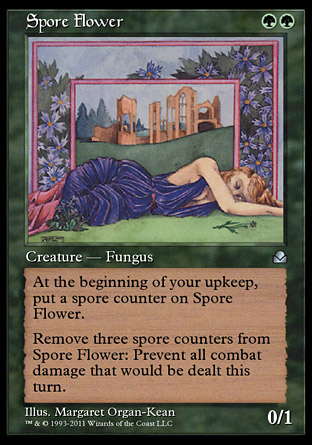 Spore Flower
Creature — Fungus
At the beginning of your upkeep,
put a spore counter on Spore
Flower.
Remove three spore counters from
Spore Flower: Prevent all combat
damage that would be dealt this
turn.
Illus. Margaret Organ-Kean
™ & © 1993-2011 Wizards of the Coast LLC
0/1